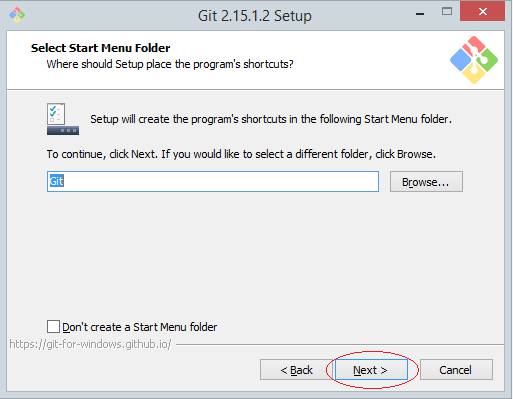 Git 2.15.1.2 Setup
Select Start Menu Folder
Where should Setup place the program's shortcuts?
Setup will create the program's shortcuts in the following Start Menu folder.
To continue, click Next. If you would like to select a different folder, click Browse.
Git
Browse...
Don't create a Start Menu folder
https://git-for-windows.github.io/
< Back
Next >
Cancel